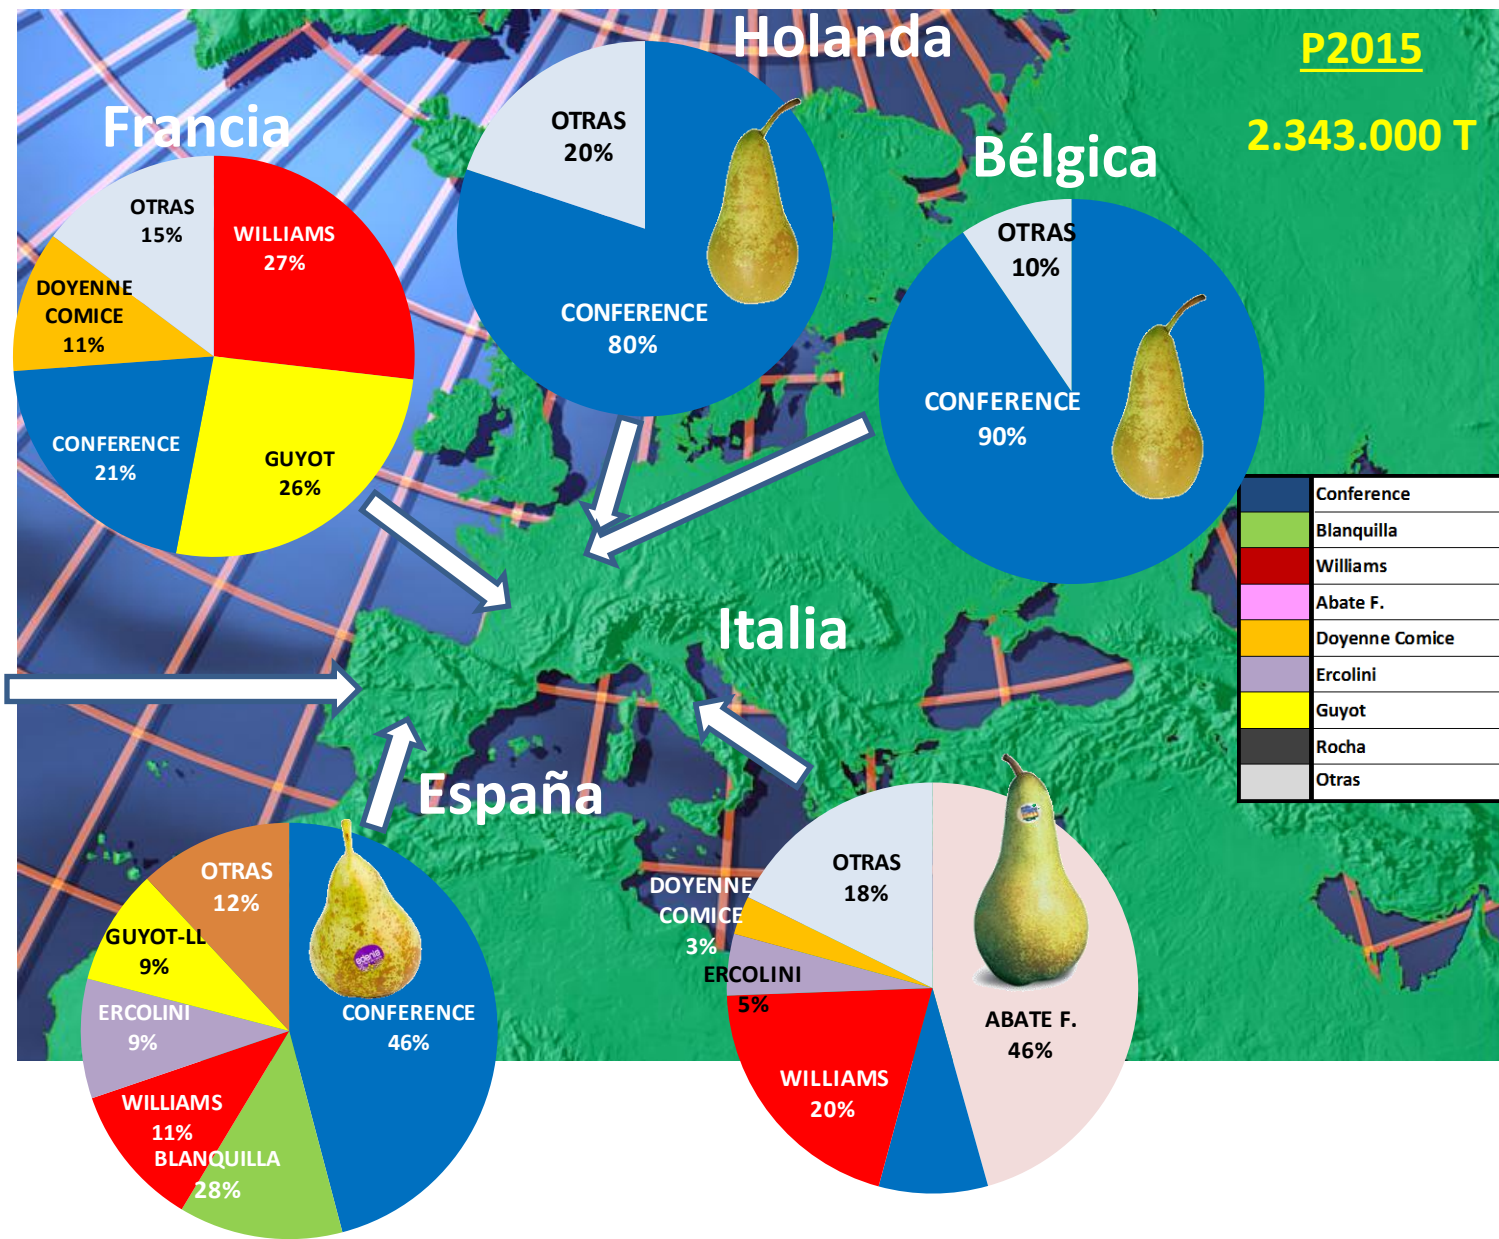 Holanda
P2015
2.343.000 T
Francia
Bélgica
OTRAS
20%
CONFERENCE
80%
OTRAS
15%
WILLIAMS
27%
DOYENNE
COMICE
11%
CONFERENCE
21%
GUYOT
26%
OTRAS
10%
CONFERENCE
90%
Conference
Blanquilla
Williams
Abate F.
Doyenne Comice
Ercolini
Guyot
Rocha
Otras
Italia
España
OTRAS
12%
GUYOT-LL
9%
ERCOLINI
9%
WILLIAMS
11%
BLANQUILLA
28%
CONFERENCE
46%
edenia
OTRAS
18%
DOYENNE
COMICE
3%
ERCOLINI
5%
WILLIAMS
20%
ABATE F.
46%